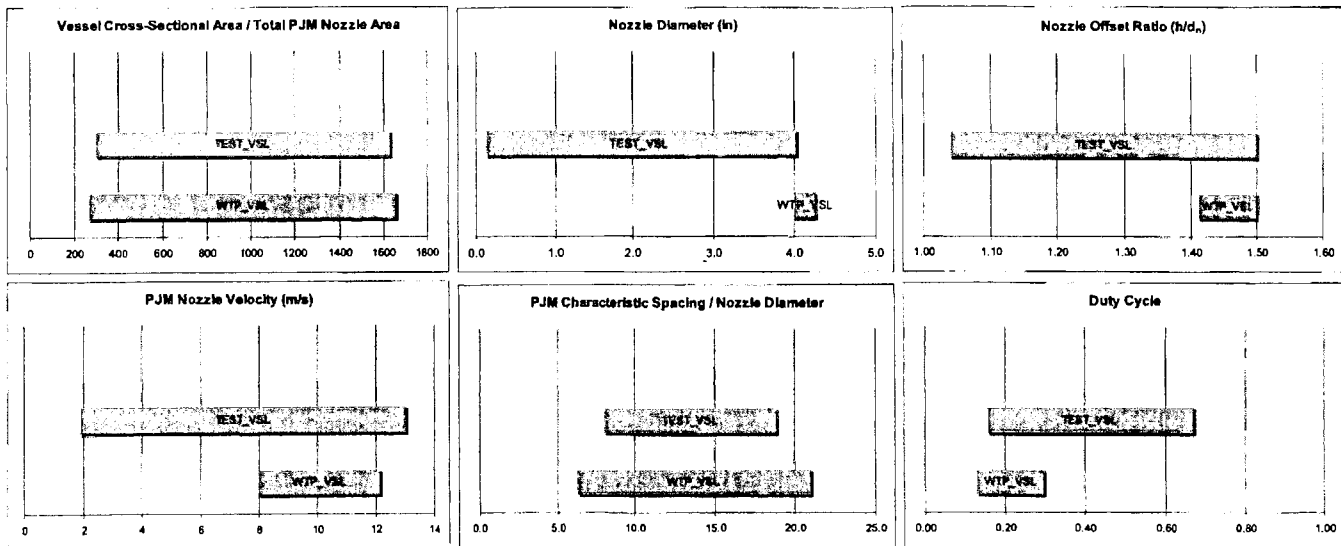 Vessel Cross-Sectional Area / Total PJM Nozzle Area
TEST_VSL
WTP_VSL
0 200 400 600 800 1000 1200 1400 1600 1800
Nozzle Diameter (in)
TEST_VSL
WTP_VSL
0.0 1.0 2.0 3.0 4.0 5.0
Nozzle Offset Ratio (h/dₙ)
TEST_VSL
WTP_VSL
1.00 1.10 1.20 1.30 1.40 1.50 1.60
PJM Nozzle Velocity (m/s)
TEST_VSL
WTP_VSL
0 2 4 6 8 10 12 14
PJM Characteristic Spacing / Nozzle Diameter
TEST_VSL
WTP_VSL
0.0 5.0 10.0 15.0 20.0 25.0
Duty Cycle
TEST_VSL
WTP_VSL
0.00 0.20 0.40 0.60 0.80 1.00